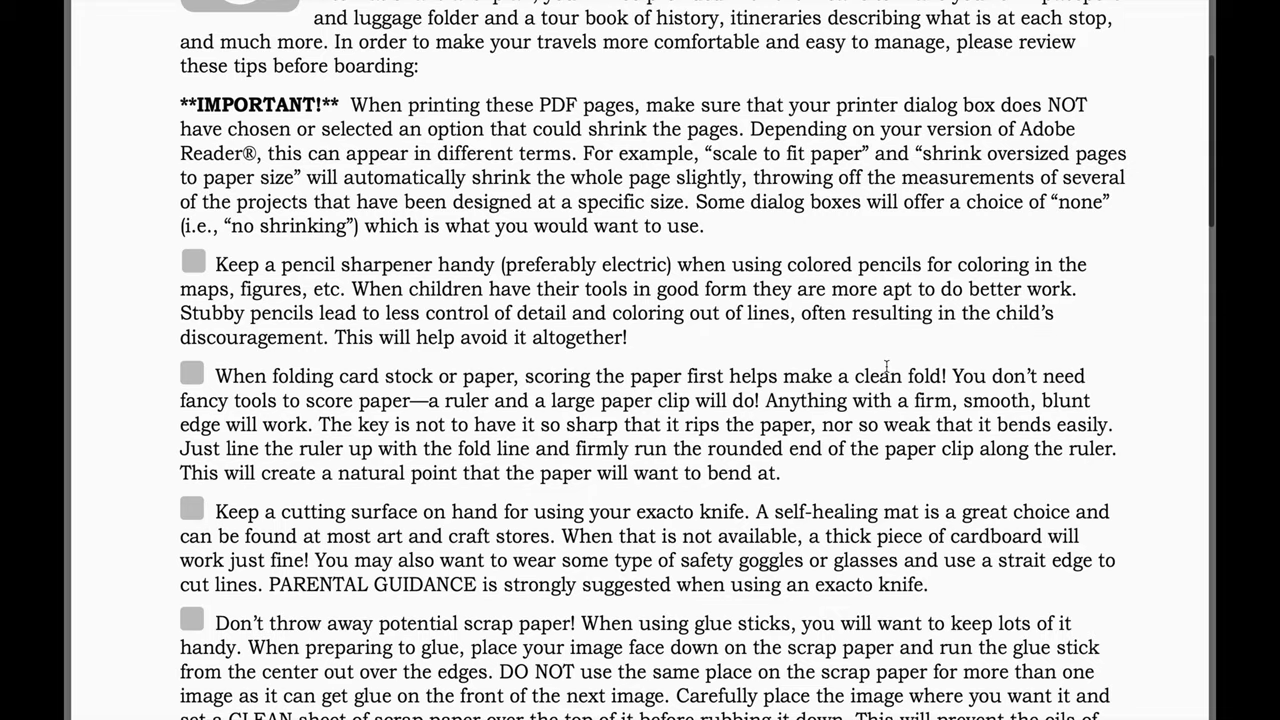 and luggage folder and a tour book of history, itineraries describing what is at each stop,
and much more. In order to make your travels more comfortable and easy to manage, please review
these tips before boarding:
**IMPORTANT!** When printing these PDF pages, make sure that your printer dialog box does NOT
have chosen or selected an option that could shrink the pages. Depending on your version of Adobe
Reader®, this can appear in different terms. For example, “scale to fit paper” and “shrink oversized pages
to paper size” will automatically shrink the whole page slightly, throwing off the measurements of several
of the projects that have been designed at a specific size. Some dialog boxes will offer a choice of “none”
(i.e., “no shrinking”) which is what you would want to use.
Keep a pencil sharpener handy (preferably electric) when using colored pencils for coloring in the
maps, figures, etc. When children have their tools in good form they are more apt to do better work.
Stubby pencils lead to less control of detail and coloring out of lines, often resulting in the child’s
discouragement. This will help avoid it altogether!
When folding card stock or paper, scoring the paper first helps make a clean fold! You don’t need
fancy tools to score paper—a ruler and a large paper clip will do! Anything with a firm, smooth, blunt
edge will work. The key is not to have it so sharp that it rips the paper, nor so weak that it bends easily.
Just line the ruler up with the fold line and firmly run the rounded end of the paper clip along the ruler.
This will create a natural point that the paper will want to bend at.
Keep a cutting surface on hand for using your exacto knife. A self-healing mat is a great choice and
can be found at most art and craft stores. When that is not available, a thick piece of cardboard will
work just fine! You may also want to wear some type of safety goggles or glasses and use a strait edge to
cut lines. PARENTAL GUIDANCE is strongly suggested when using an exacto knife.
Don’t throw away potential scrap paper! When using glue sticks, you will want to keep lots of it
handy. When preparing to glue, place your image face down on the scrap paper and run the glue stick
from the center out over the edges. DO NOT use the same place on the scrap paper for more than one
image as it can get glue on the front of the next image. Carefully place the image where you want it and
set a CLEAN sheet of scrap paper over the top of it before rubbing it down. This will prevent the oils of